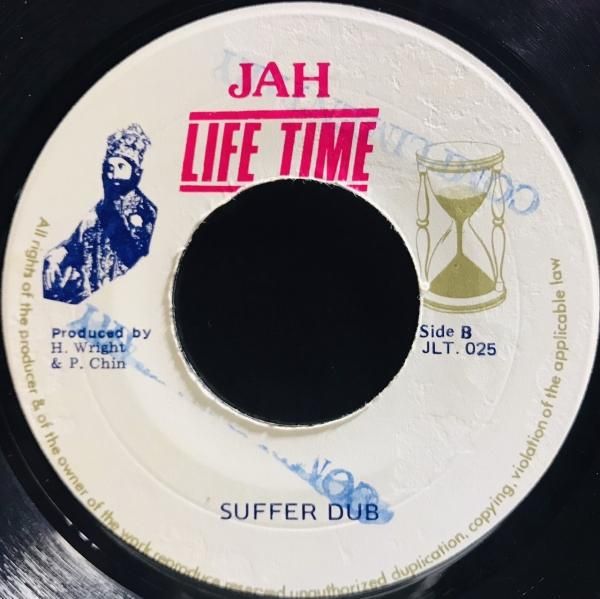 JAH
LIFE TIME
Produced by
H. Wright
& P. Chin
Side B
JLT. 025
SUFFER DUB
All rights of the producer & of the owner of the work reproduce reserved unauthorized duplication, copying, violation of the applicable law